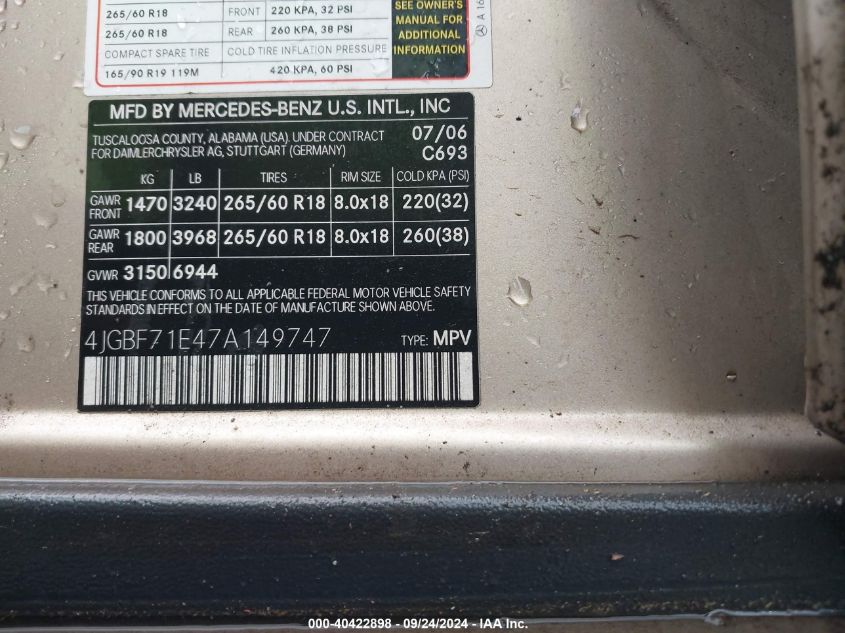 265/60 R18 FRONT 220 KPA, 32 PSI
265/60 R18 REAR 260 KPA, 38 PSI
COMPACT SPARE TIRE COLD TIRE INFLATION PRESSURE
165/90 R19 119M 420 KPA, 60 PSI
SEE OWNER'S
MANUAL FOR
ADDITIONAL
INFORMATION
A 16
MFD BY MERCEDES-BENZ U.S. INTL., INC
TUSCALOOSA COUNTY, ALABAMA (USA), UNDER CONTRACT 07/06
FOR DAIMLERCHRYSLER AG, STUTTGART (GERMANY) C693
KG LB TIRES RIM SIZE COLD KPA (PSI)
GAWR FRONT 1470 3240 265/60 R18 8.0x18 220(32)
GAWR REAR 1800 3968 265/60 R18 8.0x18 260(38)
GVWR 3150 6944
THIS VEHICLE CONFORMS TO ALL APPLICABLE FEDERAL MOTOR VEHICLE SAFETY
STANDARDS IN EFFECT ON THE DATE OF MANUFACTURE SHOWN ABOVE.
4JGBF71E47A149747 TYPE: MPV
000-40422898 - 09/24/2024 - IAA Inc.